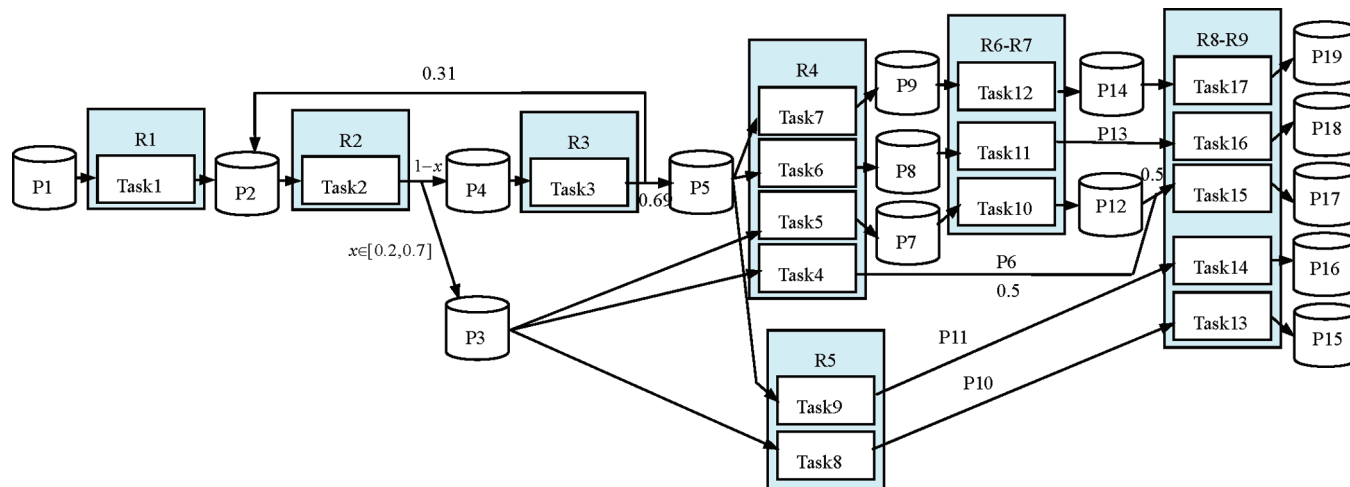 R1
Task1
P1
P2
0.31
R2
Task2
1−x
x∈[0.2,0.7]
P3
P4
R3
Task3
0.69
P5
R4
Task7
Task6
Task5
Task4
P9
P8
P7
P6
0.5
R5
Task9
Task8
P11
P10
R6-R7
Task12
Task11
Task10
P14
P13
P12
0.5
R8-R9
Task17
Task16
Task15
Task14
Task13
P19
P18
P17
P16
P15